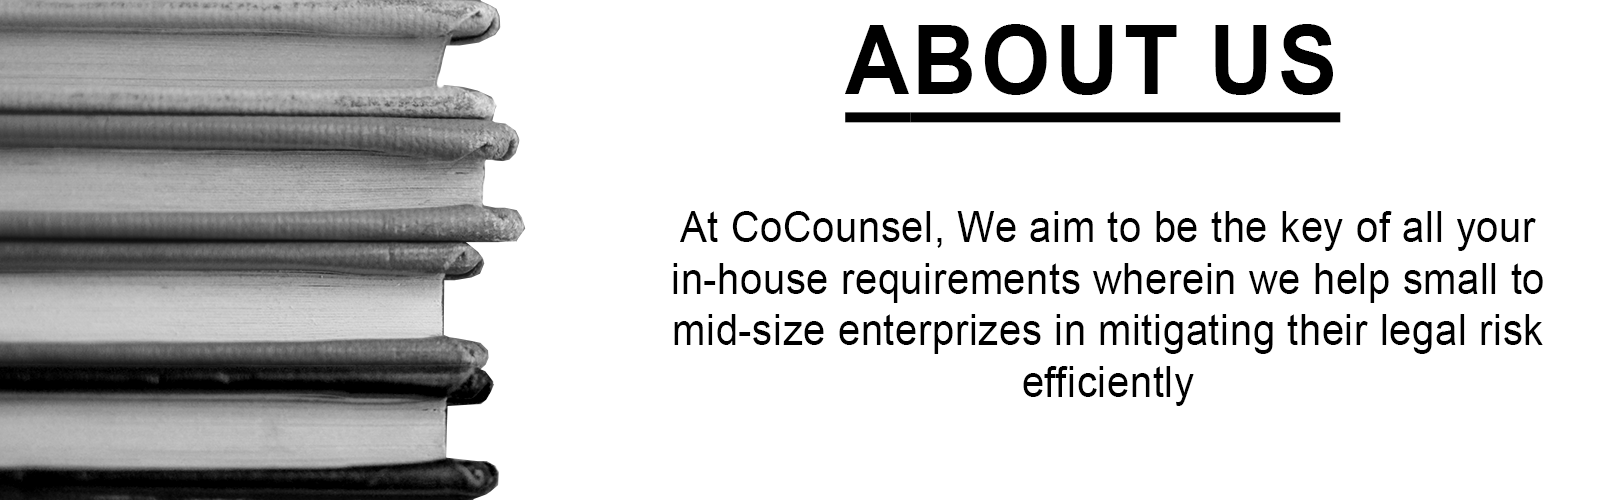 ABOUT US
At CoCounsel, We aim to be the key of all your
in-house requirements wherein we help small to
mid-size enterprizes in mitigating their legal risk
efficiently